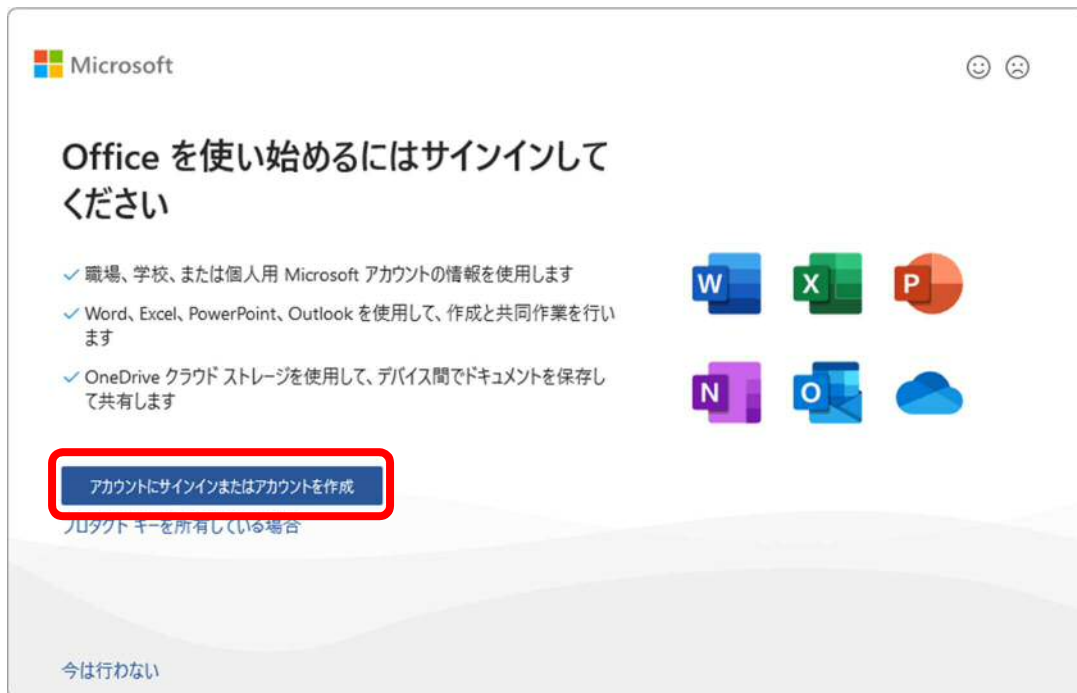 Microsoft
Office を使い始めるにはサインインして
ください
職場、学校、または個人用 Microsoft アカウントの情報を使用します
Word、Excel、PowerPoint、Outlook を使用して、作成と共同作業を行い
ます
OneDrive クラウド ストレージを使用して、デバイス間でドキュメントを保存し
て共有します
W X P
N O
アカウントにサインインまたはアカウントを作成
プロダクト キーを所有している場合
今は行わない